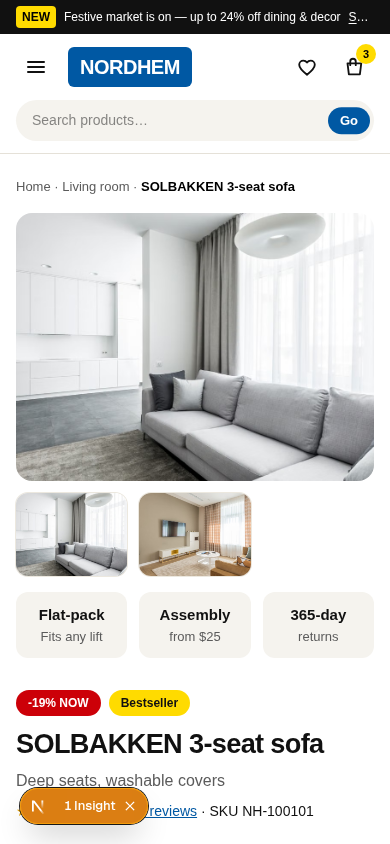 NEW Festive market is on — up to 24% off dining & decor S…
NORDHEM
3
Search products… Go
Home · Living room · SOLBAKKEN 3-seat sofa
Flat-pack
Fits any lift
Assembly
from $25
365-day
returns
-19% NOW Bestseller
SOLBAKKEN 3-seat sofa
Deep seats, washable covers
reviews · SKU NH-100101
N 1 Insight